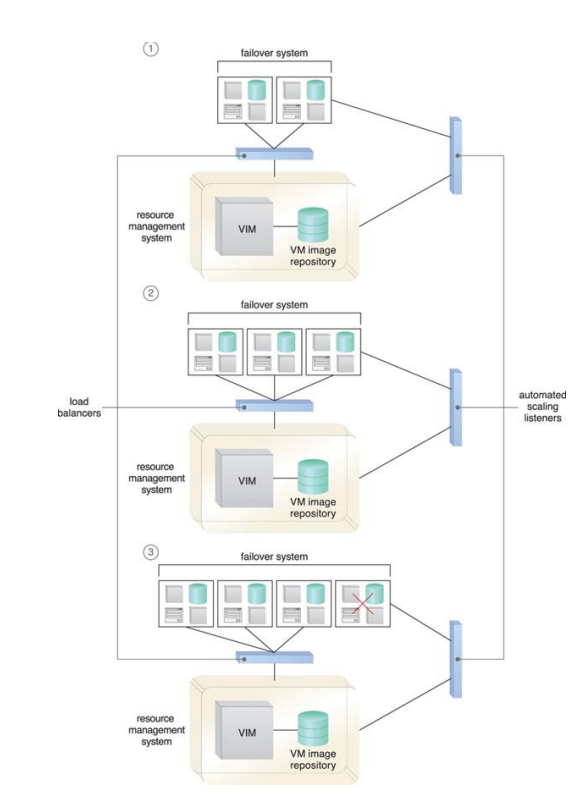 1
failover system
resource
management
system
VIM
VM image
repository
2
failover system
load
balancers
automated
scaling
listeners
resource
management
system
VIM
VM image
repository
3
failover system
resource
management
system
VIM
VM image
repository